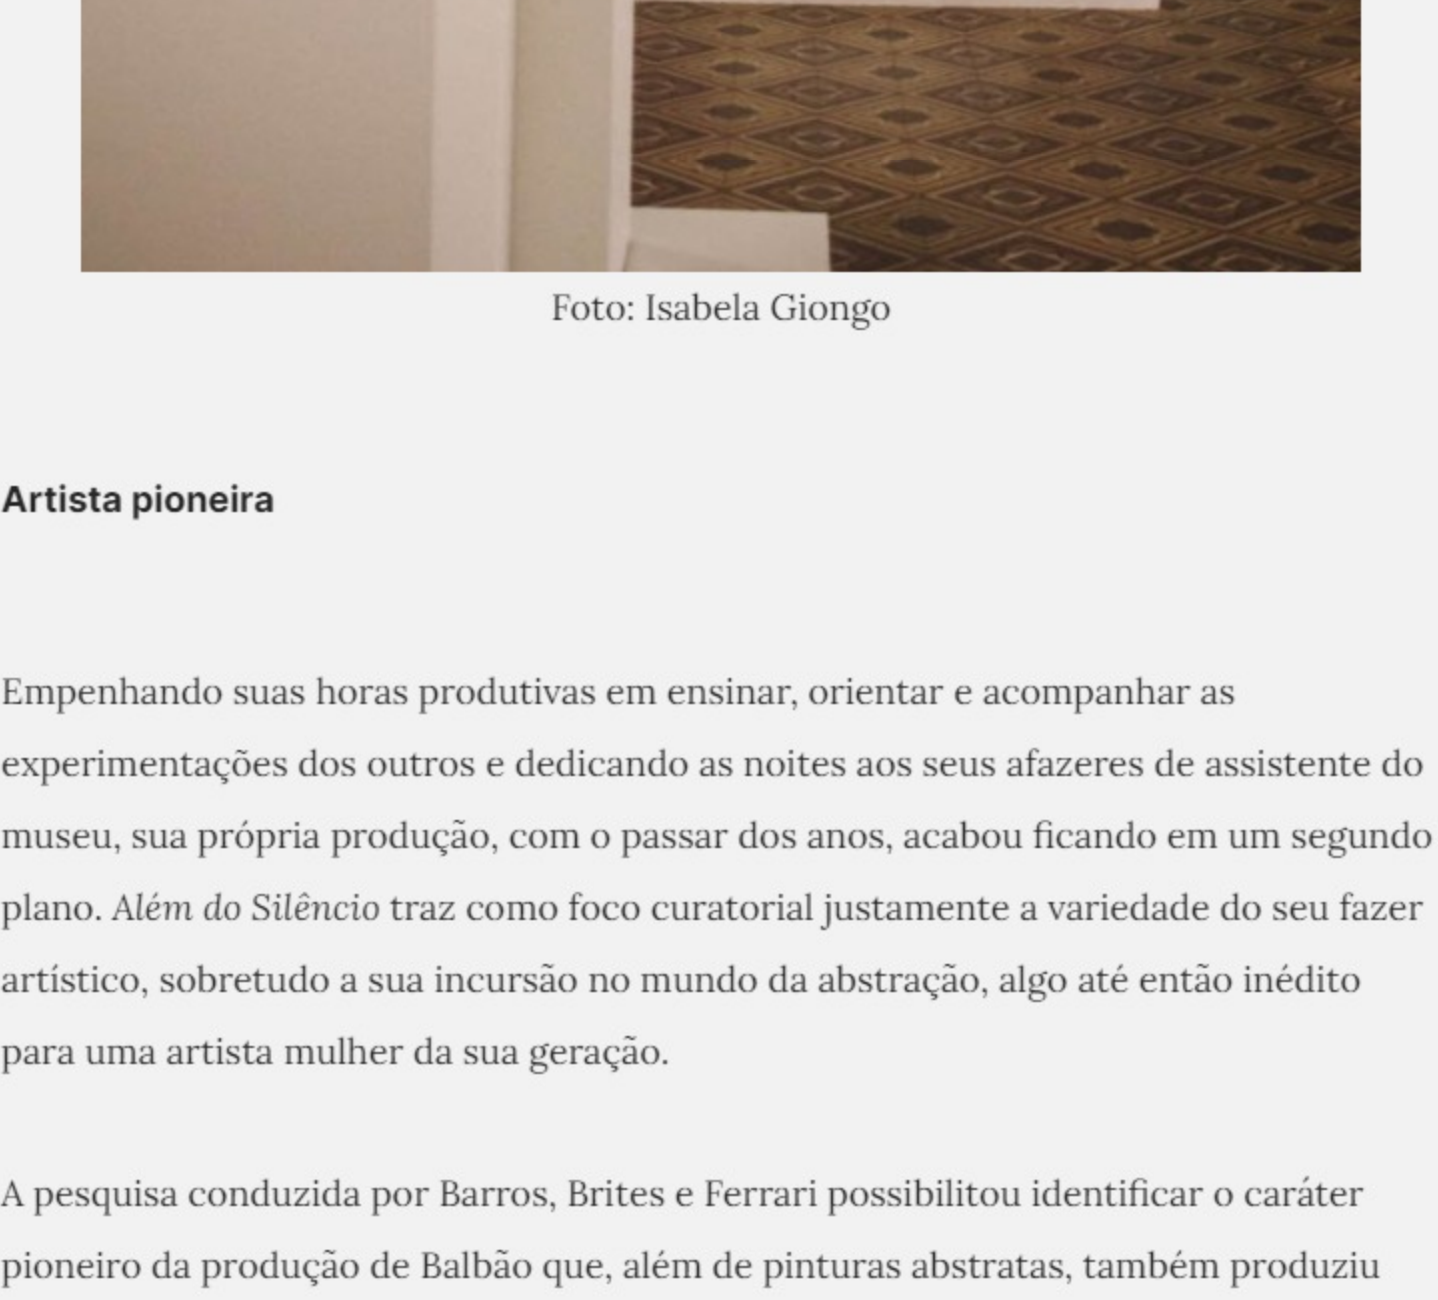 Foto: Isabela Giongo
Artista pioneira
Empenhando suas horas produtivas em ensinar, orientar e acompanhar as
experimentações dos outros e dedicando as noites aos seus afazeres de assistente do
museu, sua própria produção, com o passar dos anos, acabou ficando em um segundo
plano. Além do Silêncio traz como foco curatorial justamente a variedade do seu fazer
artístico, sobretudo a sua incursão no mundo da abstração, algo até então inédito
para uma artista mulher da sua geração.
A pesquisa conduzida por Barros, Brites e Ferrari possibilitou identificar o caráter
pioneiro da produção de Balbão que, além de pinturas abstratas, também produziu